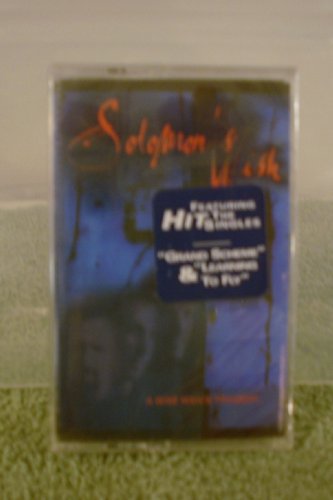 Solomon's
Wish
FEATURING
HIT THE
SINGLES
"GRAND SCHEME"
& "LEARNING
TO FLY"